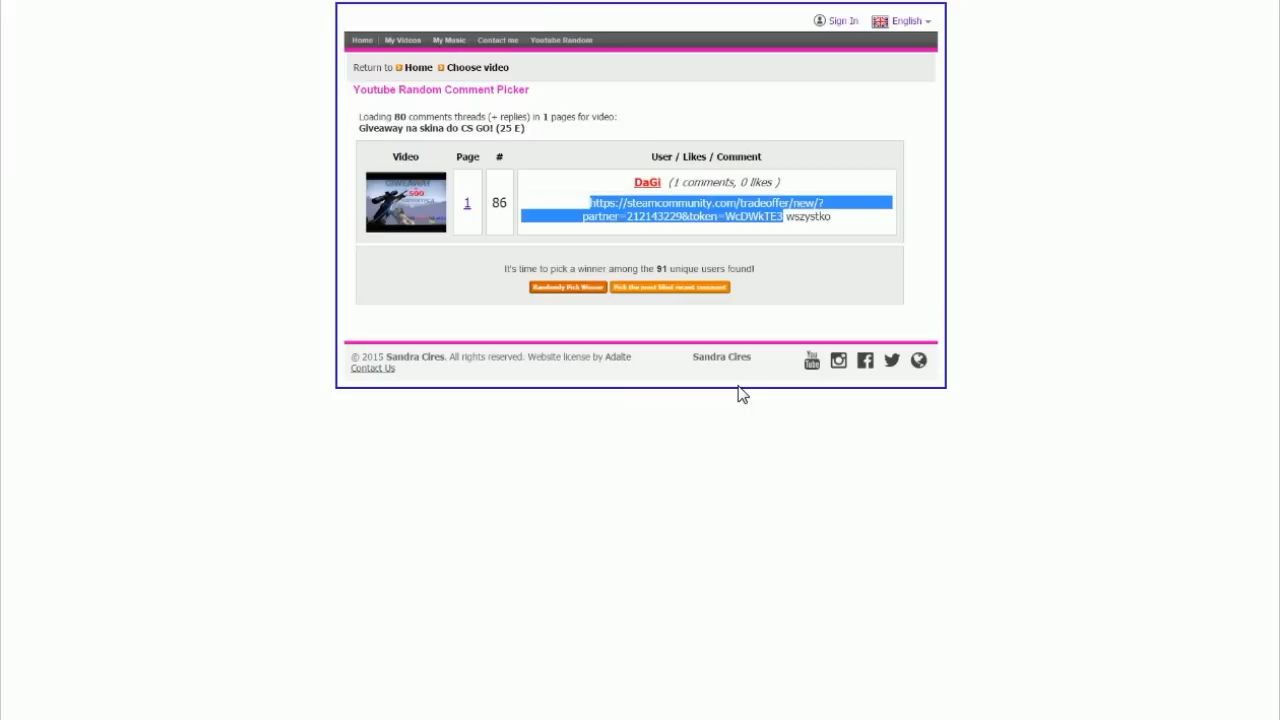 Sign In English
Home My Videos My Music Contact me Youtube Random
Return to Home Choose video
Youtube Random Comment Picker
Loading 80 comments threads (+ replies) in 1 pages for video:
Giveaway na skina do CS GO! (25 E)
Video Page # User / Likes / Comment
DaGi (1 comments, 0 likes )
1 86 https://steamcommunity.com/tradeoffer/new/?
partner=212143229&token=WcDWkTE3 wszystko
It's time to pick a winner among the 91 unique users found!
Randomly Pick Winner Pick the most liked recent comment
© 2015 Sandra Cires. All rights reserved. Website license by Adaite Sandra Cires
Contact Us
You
Tube